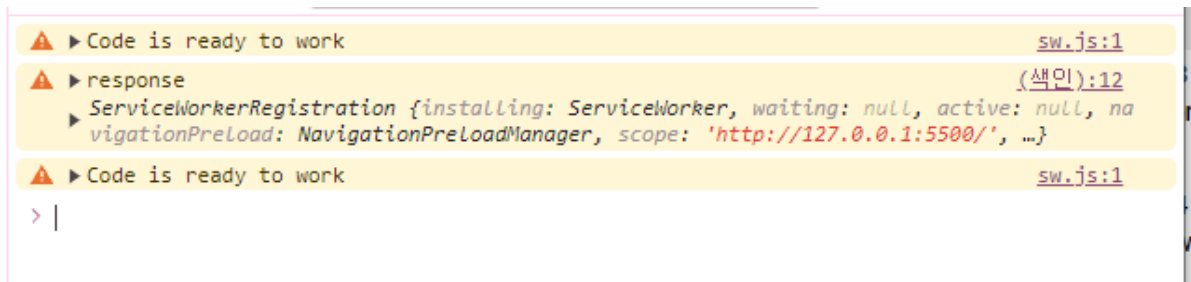 Code is ready to work sw.js:1
response (색인):12
ServiceWorkerRegistration {installing: ServiceWorker, waiting: null, active: null, na
vigationPreload: NavigationPreloadManager, scope: 'http://127.0.0.1:5500/', …}
Code is ready to work sw.js:1
>